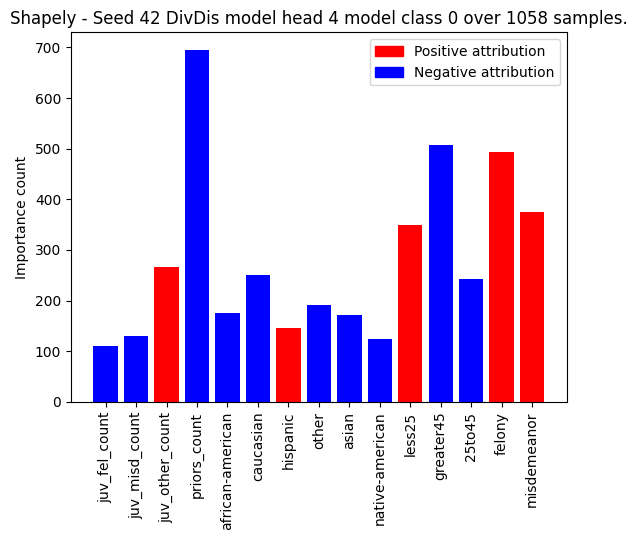 Shapely - Seed 42 DivDis model head 4 model class 0 over 1058 samples.
Positive attribution
Negative attribution
Importance count
700
600
500
400
300
200
100
0
juv_fel_count
juv_misd_count
juv_other_count
priors_count
african-american
caucasian
hispanic
other
asian
native-american
less25
greater45
25to45
felony
misdemeanor